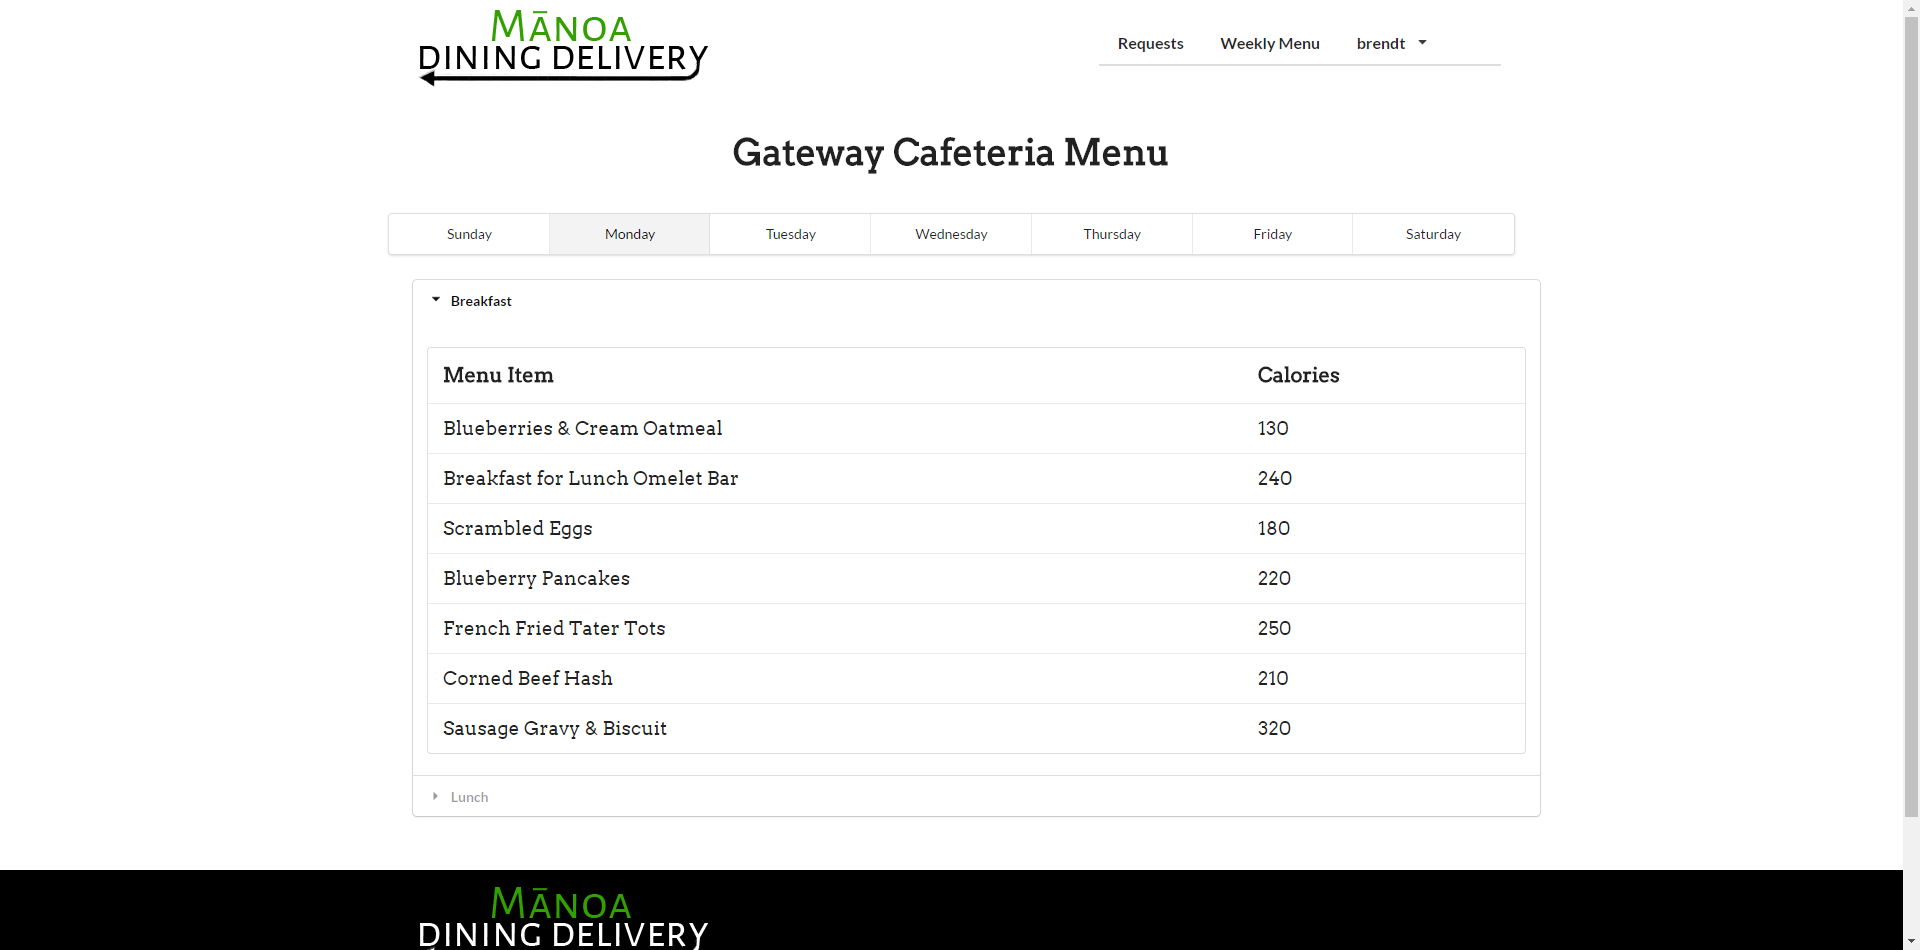 MĀNOA
DINING DELIVERY
Requests Weekly Menu brendt
Gateway Cafeteria Menu
Sunday Monday Tuesday Wednesday Thursday Friday Saturday
Breakfast
Menu Item Calories
Blueberries & Cream Oatmeal 130
Breakfast for Lunch Omelet Bar 240
Scrambled Eggs 180
Blueberry Pancakes 220
French Fried Tater Tots 250
Corned Beef Hash 210
Sausage Gravy & Biscuit 320
Lunch
MĀNOA
DINING DELIVERY